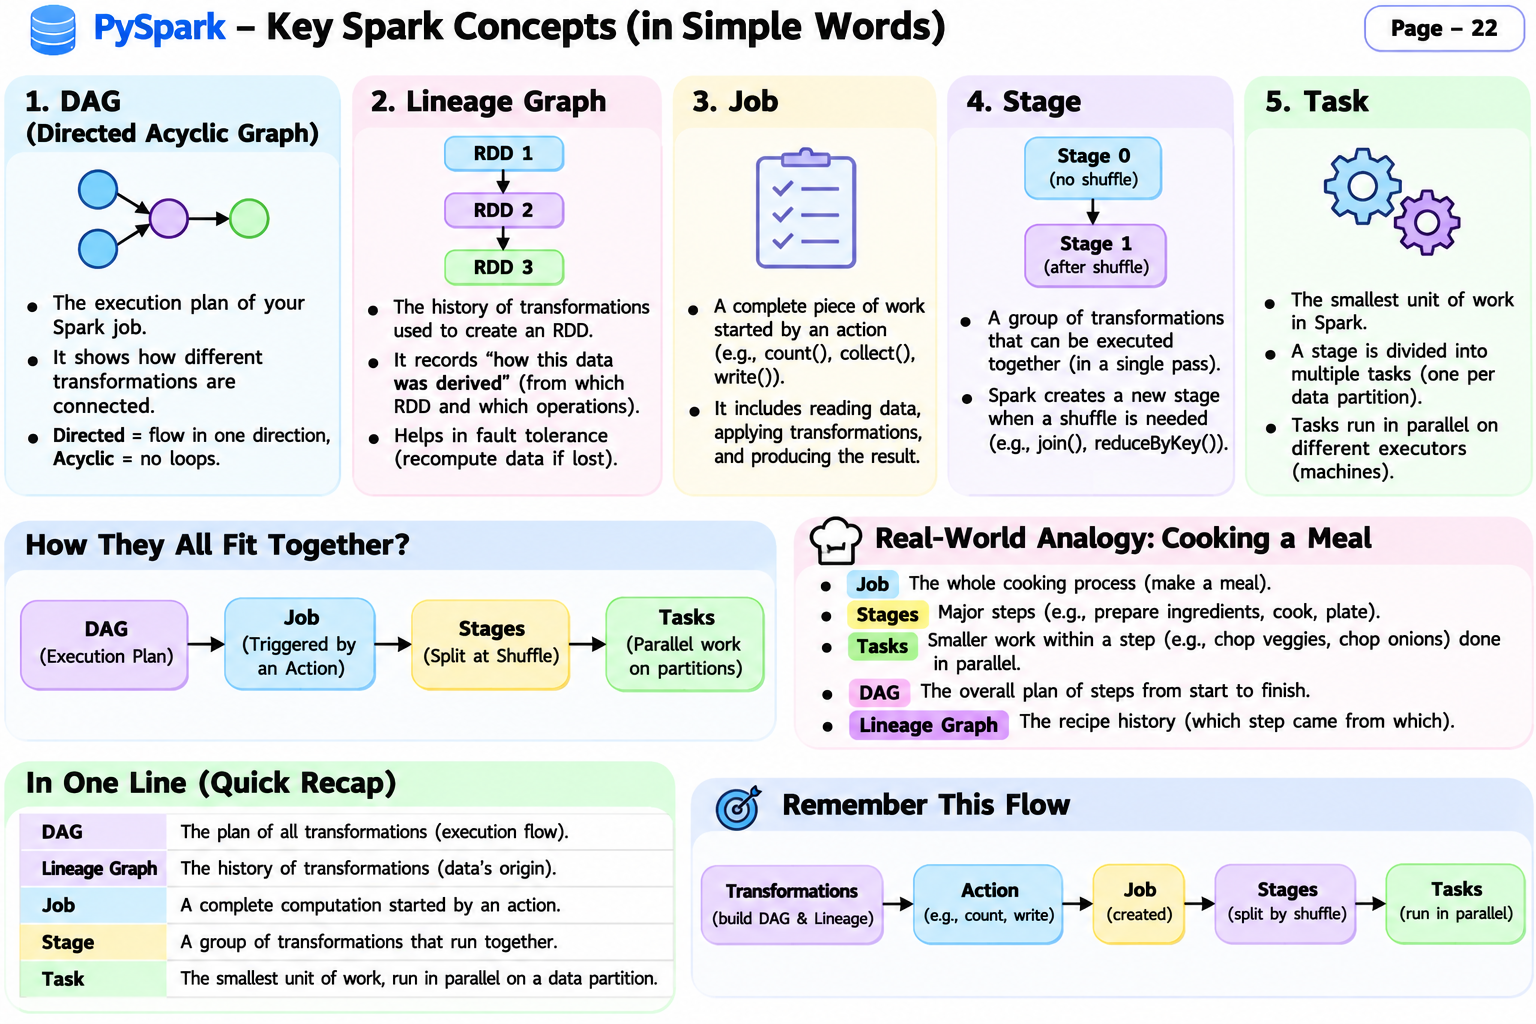 PySpark – Key Spark Concepts (in Simple Words)
Page – 22
1. DAG
(Directed Acyclic Graph)
• The execution plan of your
Spark job.
• It shows how different
transformations are
connected.
• Directed = flow in one direction,
Acyclic = no loops.
2. Lineage Graph
RDD 1
RDD 2
RDD 3
• The history of transformations
used to create an RDD.
• It records “how this data
was derived” (from which
RDD and which operations).
• Helps in fault tolerance
(recompute data if lost).
3. Job
• A complete piece of work
started by an action
(e.g., count(), collect(),
write()).
• It includes reading data,
applying transformations,
and producing the result.
4. Stage
Stage 0
(no shuffle)
Stage 1
(after shuffle)
• A group of transformations
that can be executed
together (in a single pass).
• Spark creates a new stage
when a shuffle is needed
(e.g., join(), reduceByKey()).
5. Task
• The smallest unit of work
in Spark.
• A stage is divided into
multiple tasks (one per
data partition).
• Tasks run in parallel on
different executors
(machines).
How They All Fit Together?
DAG
(Execution Plan)
Job
(Triggered by
an Action)
Stages
(Split at Shuffle)
Tasks
(Parallel work
on partitions)
Real-World Analogy: Cooking a Meal
• Job The whole cooking process (make a meal).
• Stages Major steps (e.g., prepare ingredients, cook, plate).
• Tasks Smaller work within a step (e.g., chop veggies, chop onions) done
in parallel.
• DAG The overall plan of steps from start to finish.
• Lineage Graph The recipe history (which step came from which).
In One Line (Quick Recap)
DAG The plan of all transformations (execution flow).
Lineage Graph The history of transformations (data’s origin).
Job A complete computation started by an action.
Stage A group of transformations that run together.
Task The smallest unit of work, run in parallel on a data partition.
Remember This Flow
Transformations
(build DAG & Lineage)
Action
(e.g., count, write)
Job
(created)
Stages
(split by shuffle)
Tasks
(run in parallel)